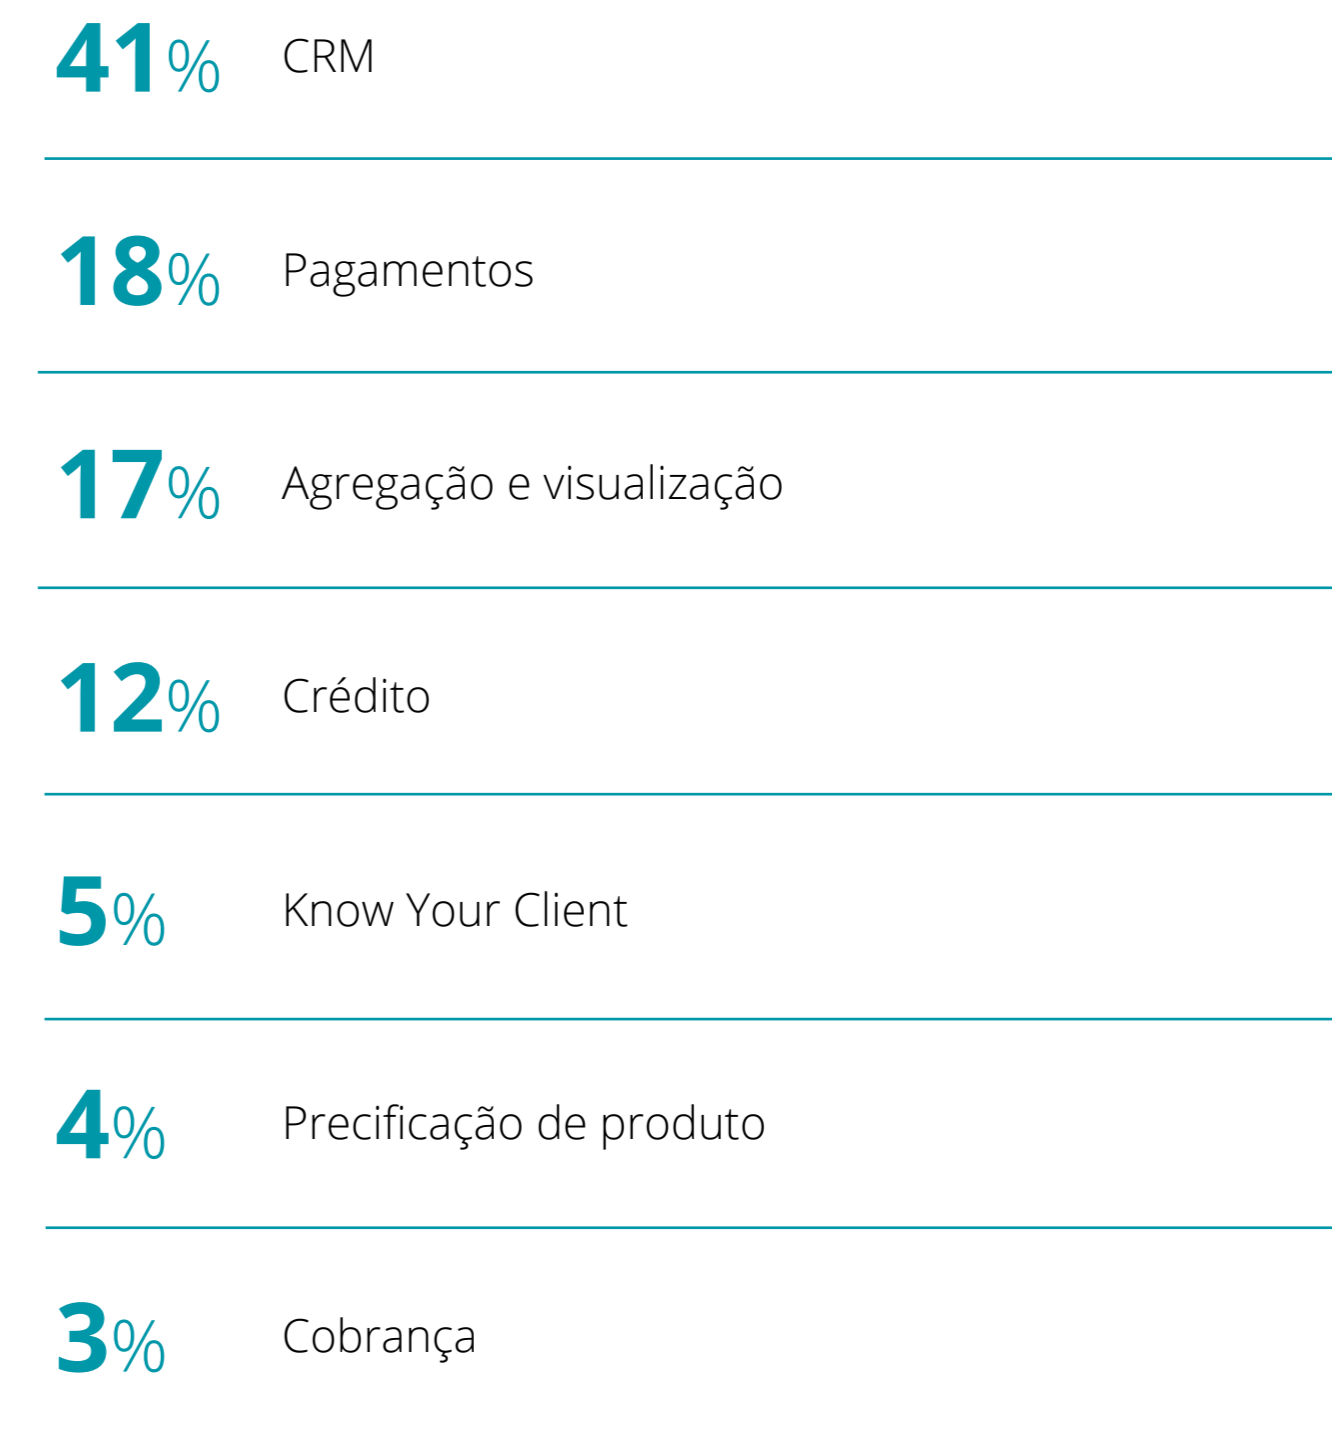 41% CRM
18% Pagamentos
17% Agregação e visualização
12% Crédito
5% Know Your Client
4% Precificação de produto
3% Cobrança